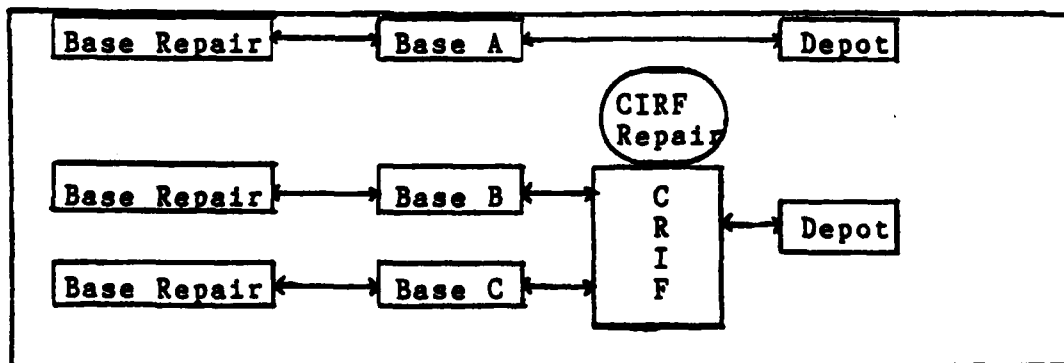 Base Repair Base A Depot
CIRF
Repair
Base Repair Base B
C
R
I
F
Depot
Base Repair Base C